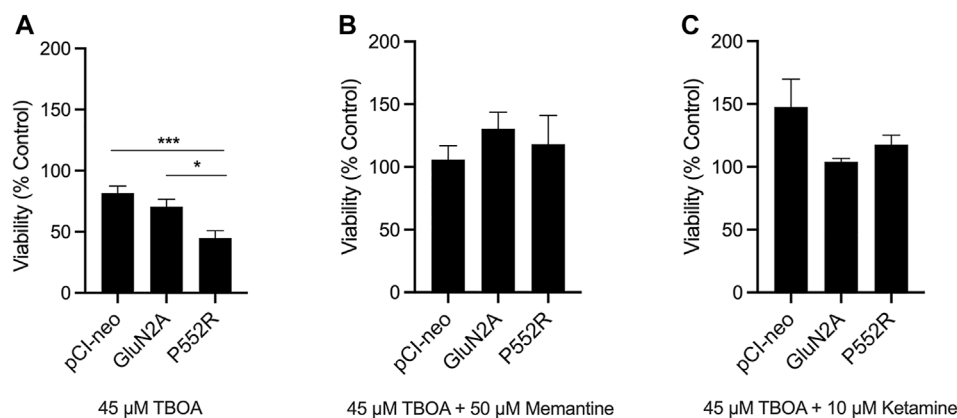 A
Viability (% Control)
200
150
100
50
0
***
*
pCI-neo
GluN2A
P552R
45 µM TBOA
B
Viability (% Control)
200
150
100
50
0
pCI-neo
GluN2A
P552R
45 µM TBOA + 50 µM Memantine
C
Viability (% Control)
200
150
100
50
0
pCI-neo
GluN2A
P552R
45 µM TBOA + 10 µM Ketamine